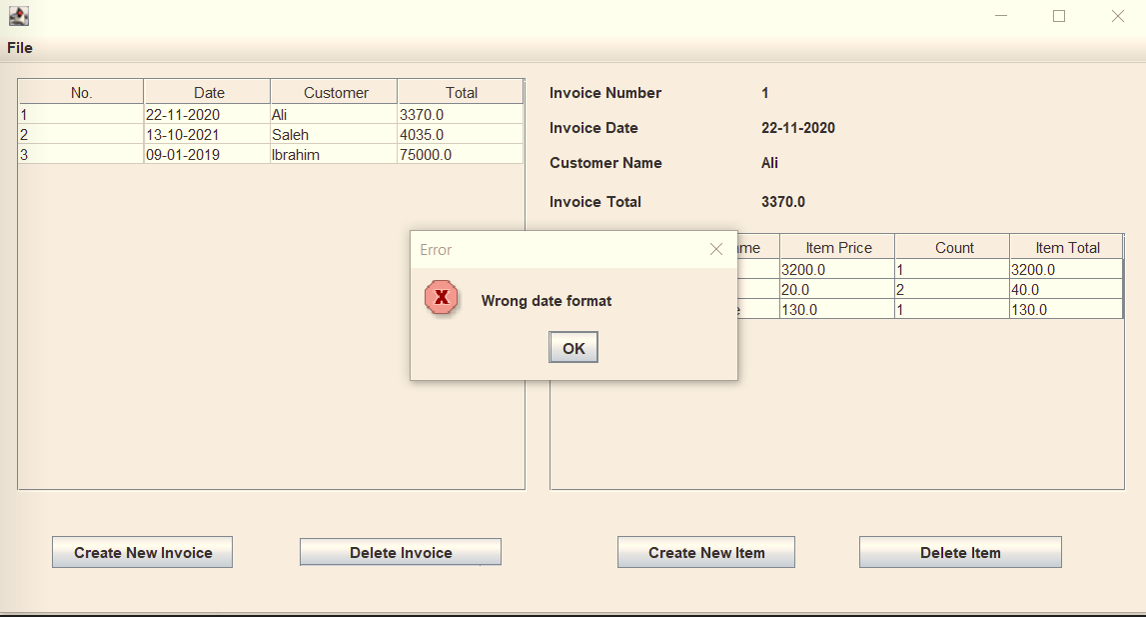 File
No. Date Customer Total
1 22-11-2020 Ali 3370.0
2 13-10-2021 Saleh 4035.0
3 09-01-2019 Ibrahim 75000.0
Invoice Number 1
Invoice Date 22-11-2020
Customer Name Ali
Invoice Total 3370.0
Item Price Count Item Total
3200.0 1 3200.0
20.0 2 40.0
130.0 1 130.0
Error
Wrong date format
OK
Create New Invoice Delete Invoice Create New Item Delete Item